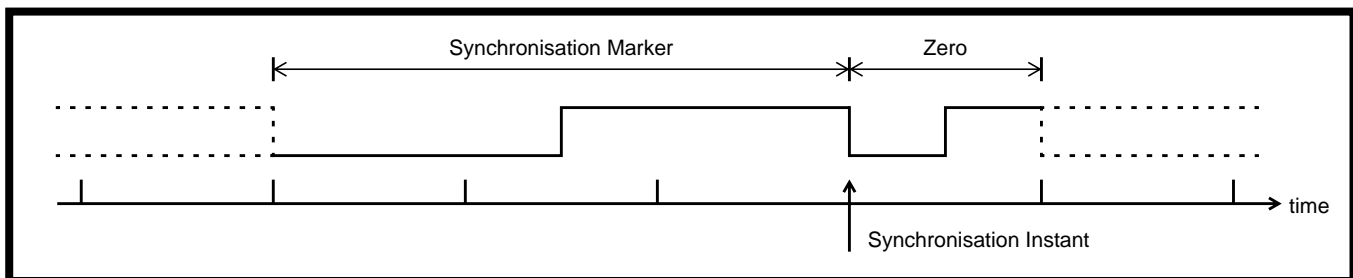 Synchronisation Marker
Zero
time
Synchronisation Instant